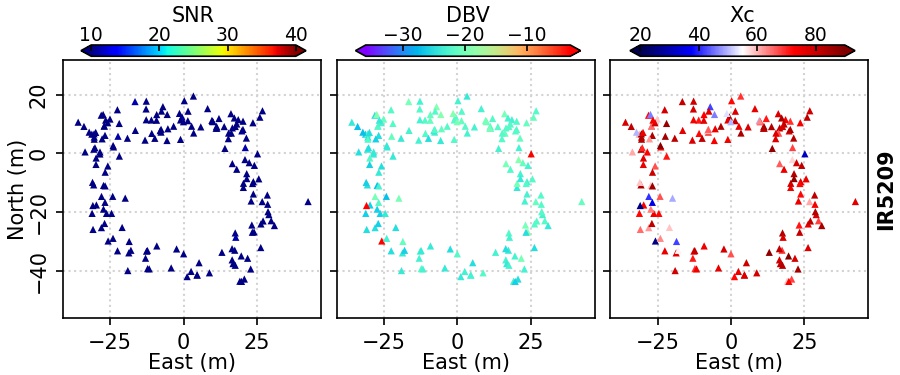 SNR DBV Xc
10 20 30 40 −30 −20 −10 20 40 60 80
20
0
−20
−40
North (m)
−25 0 25 −25 0 25 −25 0 25
East (m) East (m) East (m)
IR5209